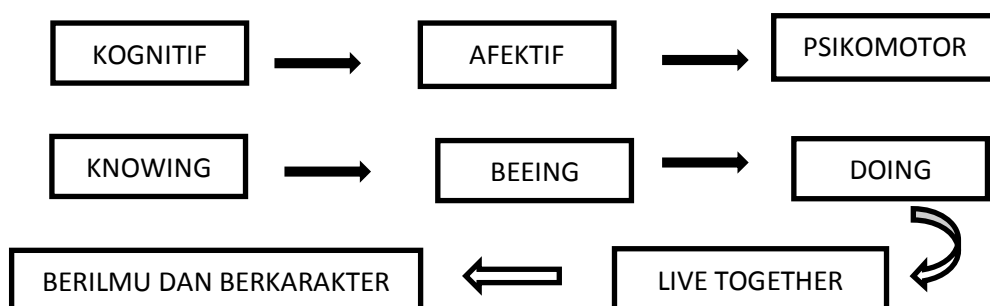 KOGNITIF
AFEKTIF
PSIKOMOTOR
KNOWING
BEEING
DOING
BERILMU DAN BERKARAKTER
LIVE TOGETHER